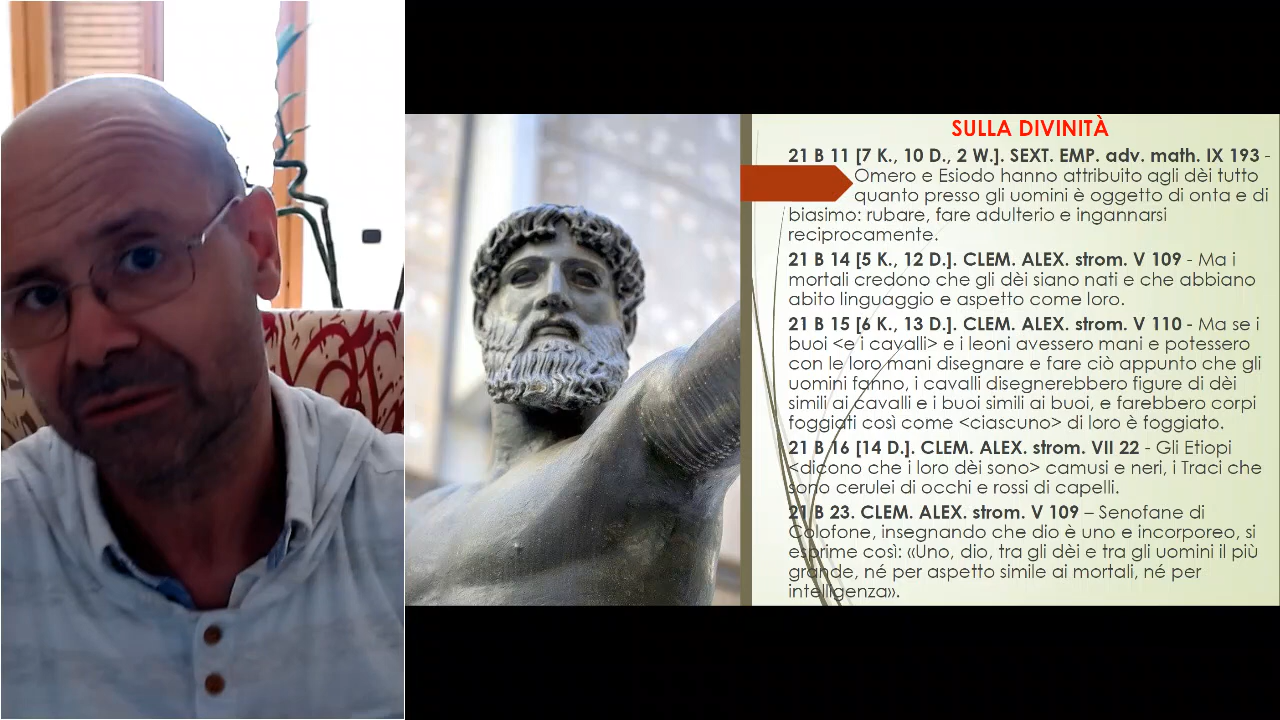 SULLA DIVINITÀ
21 B 11 [7 K., 10 D., 2 W.]. SEXT. EMP. adv. math. IX 193 -
Omero e Esiodo hanno attribuito agli dèi tutto
quanto presso gli uomini è oggetto di onta e di
biasimo: rubare, fare adulterio e ingannarsi
reciprocamente.
21 B 14 [5 K., 12 D.]. CLEM. ALEX. strom. V 109 - Ma i
mortali credono che gli dèi siano nati e che abbiano
abito linguaggio e aspetto come loro.
21 B 15 [6 K., 13 D.]. CLEM. ALEX. strom. V 110 - Ma se i
buoi <e i cavalli> e i leoni avessero mani e potessero
con le loro mani disegnare e fare ciò appunto che gli
uomini fanno, i cavalli disegnerebbero figure di dèi
simili ai cavalli e i buoi simili ai buoi, e farebbero corpi
foggiati così come <ciascuno> di loro è foggiato.
21 B 16 [14 D.]. CLEM. ALEX. strom. VII 22 - Gli Etiopi
<dicono che i loro dèi sono> camusi e neri, i Traci che
sono cerulei di occhi e rossi di capelli.
21 B 23. CLEM. ALEX. strom. V 109 – Senofane di
Colofone, insegnando che dio è uno e incorporeo, si
esprime così: «Uno, dio, tra gli dèi e tra gli uomini il più
grande, né per aspetto simile ai mortali, né per
intelligenza».